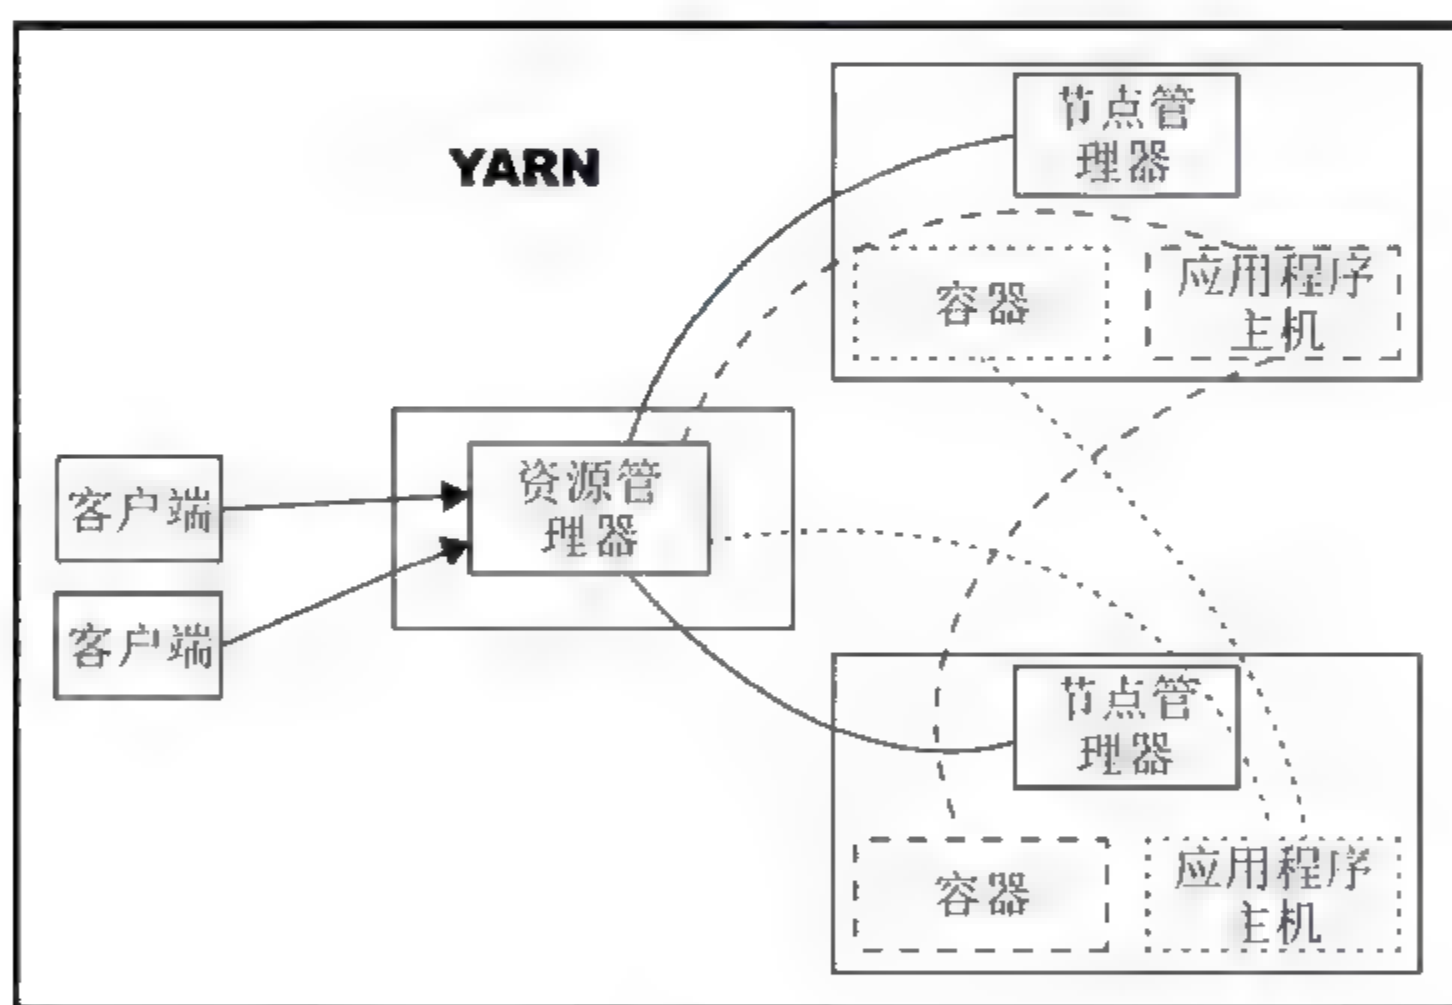 YARN
节点管
理器
容器
应用程序
主机
客户端
资源管
理器
客户端
节点管
理器
容器
应用程序
主机